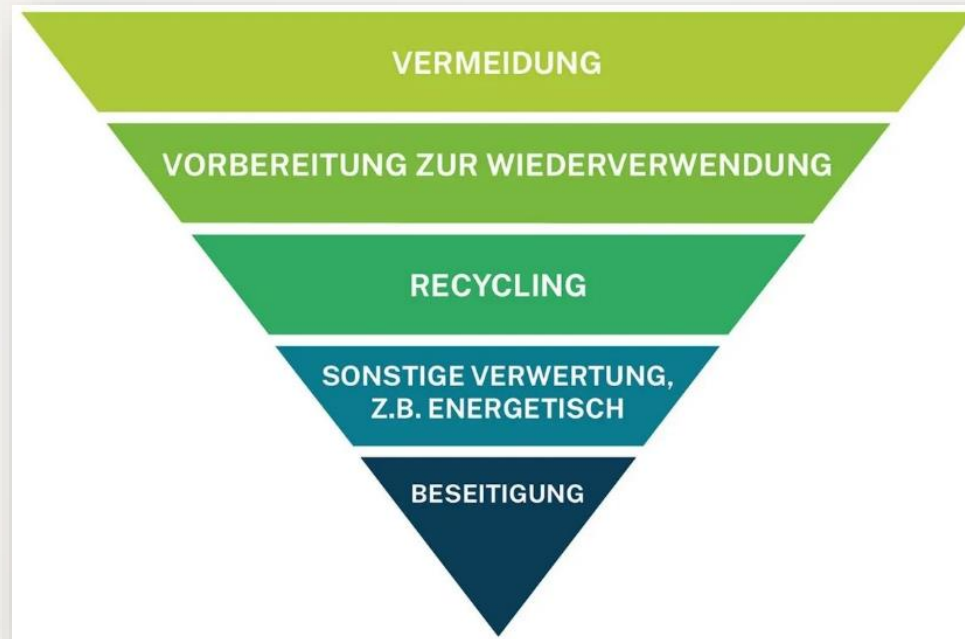 VERMEIDUNG
VORBEREITUNG ZUR WIEDERVERWENDUNG
RECYCLING
SONSTIGE VERWERTUNG,
Z.B. ENERGETISCH
BESEITIGUNG